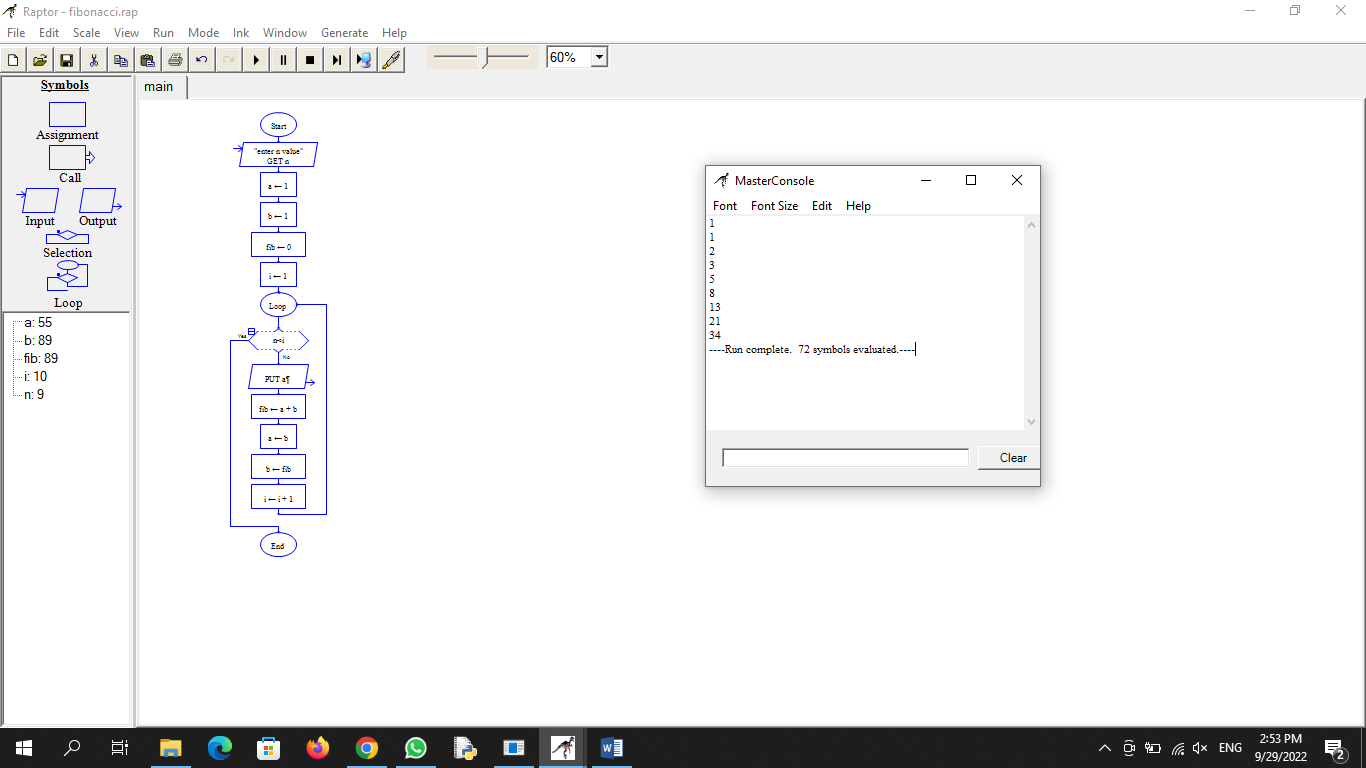 Raptor - fibonacci.rap
File Edit Scale View Run Mode Ink Window Generate Help
60%
Symbols
Assignment
Call
Input Output
Selection
Loop
a: 55
b: 89
fib: 89
i: 10
n: 9
main
Start
"enter n value"
GET n
a ← 1
b ← 1
fib ← 0
i ← 1
Loop
Yes
n<i
No
PUT a¶
fib ← a + b
a ← b
b ← fib
i ← i + 1
End
MasterConsole
Font Font Size Edit Help
1
1
2
3
5
8
13
21
34
----Run complete. 72 symbols evaluated.----
Clear
ENG
2:53 PM
9/29/2022
2